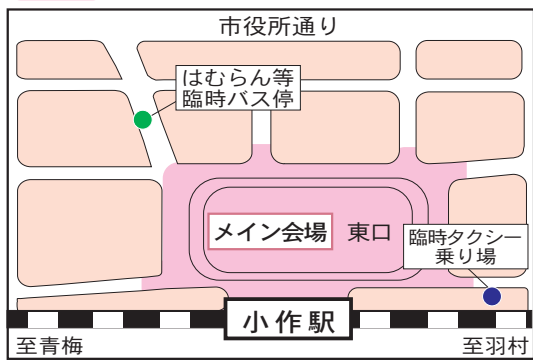 市役所通り
はむらん等
臨時バス停
メイン会場
東口
臨時タクシー
乗り場
小作駅
至青梅
至羽村